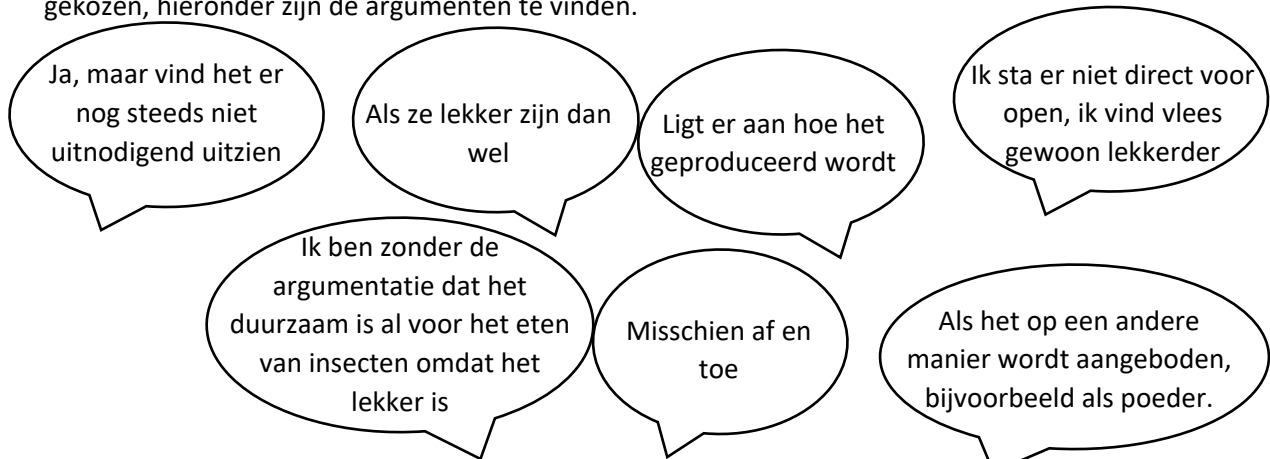 gekozen, hieronder zijn de argumenten te vinden.
Ja, maar vind het er
nog steeds niet
uitnodigend uitzien
Als ze lekker zijn dan
wel
Ligt er aan hoe het
geproduceerd wordt
Ik sta er niet direct voor
open, ik vind vlees
gewoon lekkerder
Ik ben zonder de
argumentatie dat het
duurzaam is al voor het eten
van insecten omdat het
lekker is
Misschien af en
toe
Als het op een andere
manier wordt aangeboden,
bijvoorbeeld als poeder.